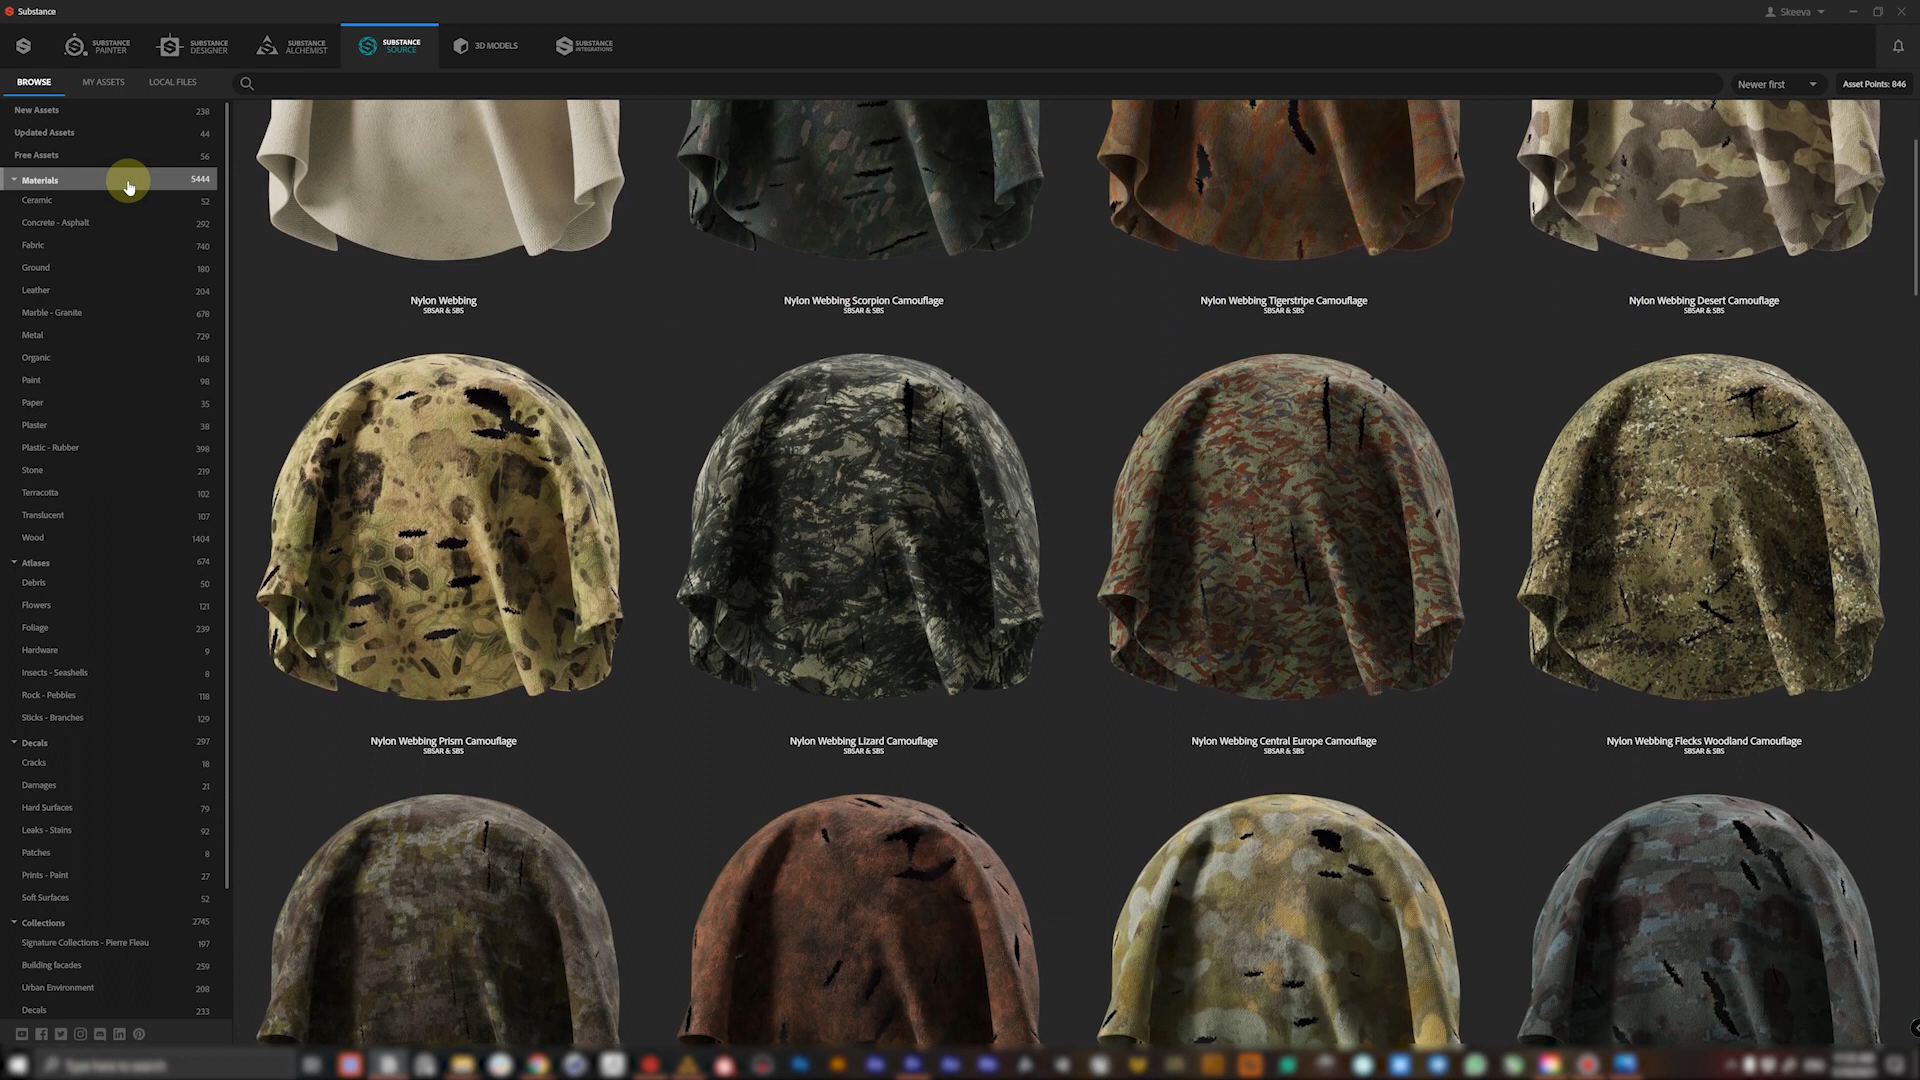 Substance
Skeeva
SUBSTANCE PAINTER
SUBSTANCE DESIGNER
SUBSTANCE ALCHEMIST
SUBSTANCE SOURCE
3D MODELS
SUBSTANCE INTEGRATIONS
BROWSE
MY ASSETS
LOCAL FILES
Newer first
Asset Points: 846
New Assets 238
Updated Assets 44
Free Assets 56
Materials 5444
Ceramic 52
Concrete - Asphalt 292
Fabric 740
Ground 180
Leather 204
Marble - Granite 678
Metal 729
Organic 168
Paint 98
Paper 35
Plaster 38
Plastic - Rubber 398
Stone 219
Terracotta 102
Translucent 107
Wood 1404
Atlases 674
Debris 50
Flowers 121
Foliage 239
Hardware 9
Insects - Seashells 8
Rock - Pebbles 118
Sticks - Branches 129
Decals 297
Cracks 18
Damages 21
Hard Surfaces 79
Leaks - Stains 92
Patches 8
Prints - Paint 27
Soft Surfaces 52
Collections 2745
Signature Collections - Pierre Fleau 197
Building facades 259
Urban Environment 208
Decals 233
Nylon Webbing
SBSAR & SBS
Nylon Webbing Scorpion Camouflage
SBSAR & SBS
Nylon Webbing Tigerstripe Camouflage
SBSAR & SBS
Nylon Webbing Desert Camouflage
SBSAR & SBS
Nylon Webbing Prism Camouflage
SBSAR & SBS
Nylon Webbing Lizard Camouflage
SBSAR & SBS
Nylon Webbing Central Europe Camouflage
SBSAR & SBS
Nylon Webbing Flecks Woodland Camouflage
SBSAR & SBS
Type here to search